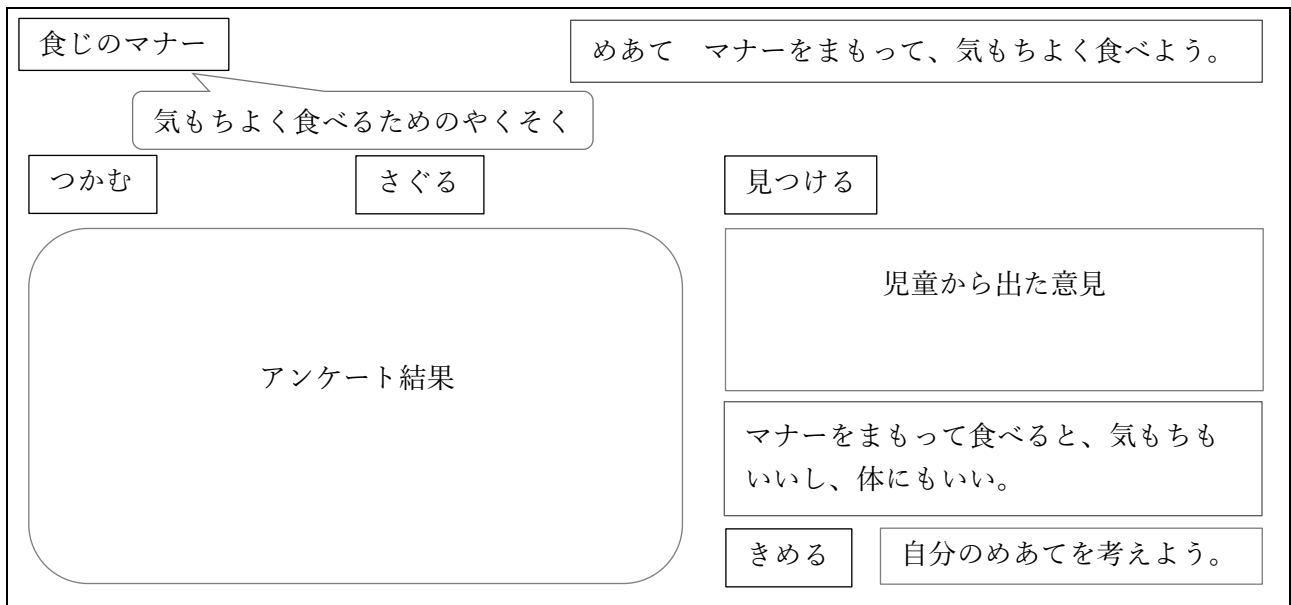 食じのマナー
めあて　マナーをまもって、気もちよく食べよう。
気もちよく食べるためのやくそく
つかむ
さぐる
アンケート結果
見つける
児童から出た意見
マナーをまもって食べると、気もちも
いいし、体にもいい。
きめる
自分のめあてを考えよう。